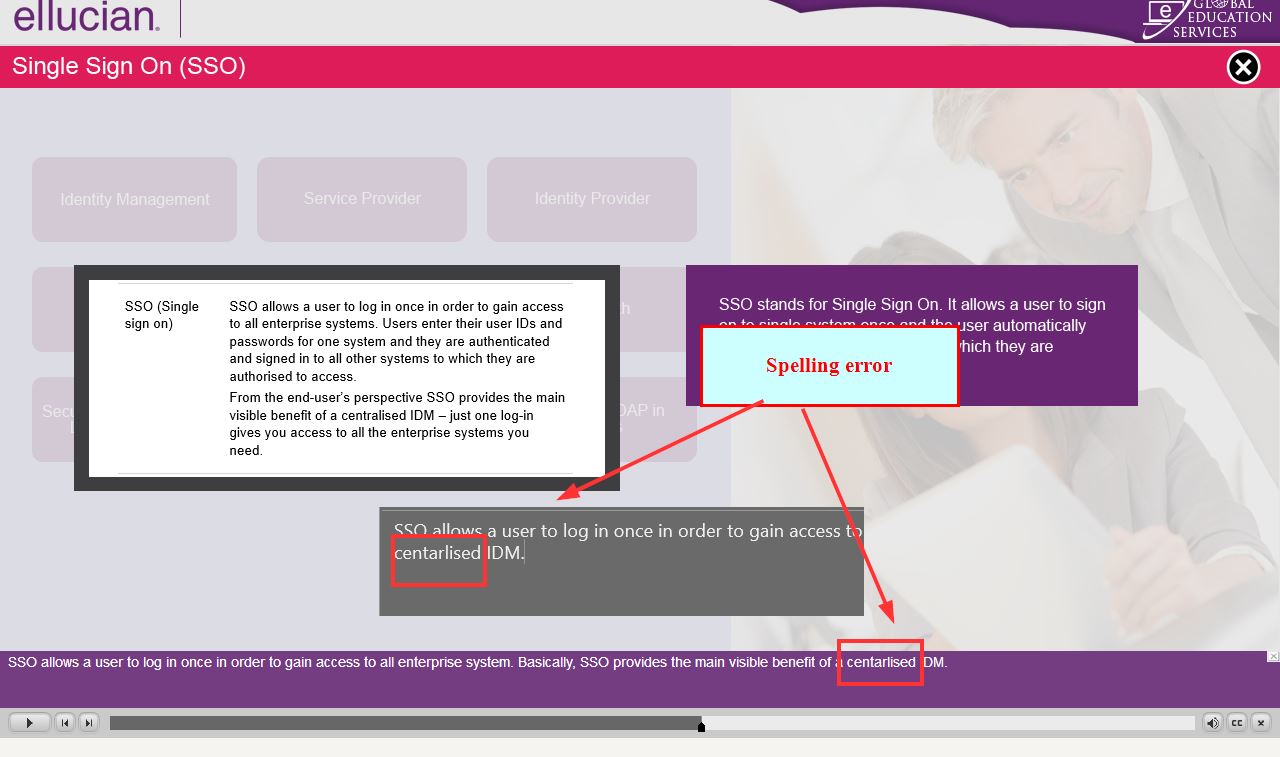 ellucian
GLOBAL
EDUCATION
SERVICES
Single Sign On (SSO)
Identity Management
Service Provider
Identity Provider
SSO (Single
sign on)
SSO allows a user to log in once in order to gain access
to all enterprise systems. Users enter their user IDs and
passwords for one system and they are authenticated
and signed in to all other systems to which they are
authorised to access.
From the end-user's perspective SSO provides the main
visible benefit of a centralised IDM – just one log-in
gives you access to all the enterprise systems you
need.
SSO stands for Single Sign On. It allows a user to sign
on to single system once and the user automatically
which they are
Spelling error
DAP in
SSO allows a user to log in once in order to gain access to
centarlised IDM.
SSO allows a user to log in once in order to gain access to all enterprise system. Basically, SSO provides the main visible benefit of a centarlised IDM.
CC